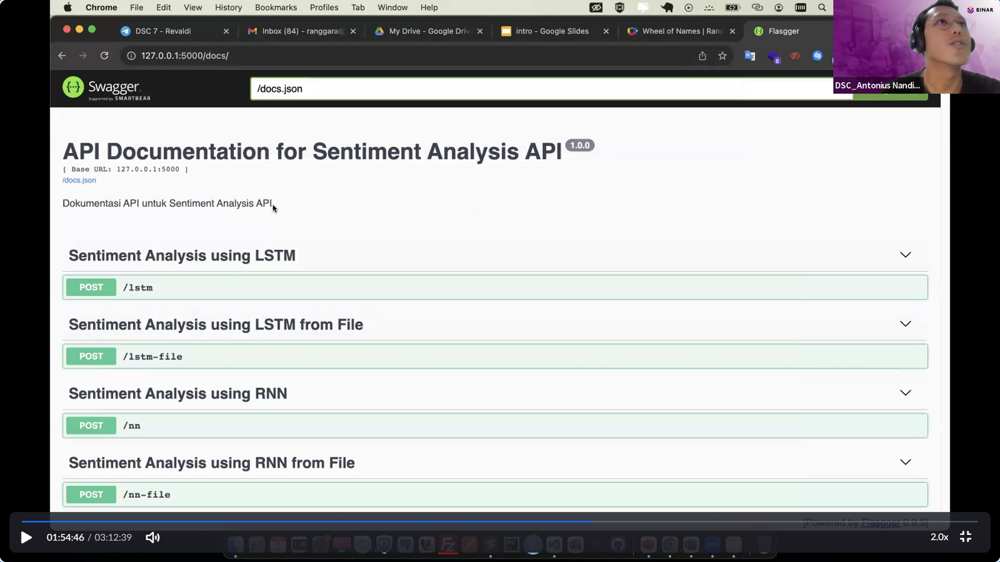 Chrome File Edit View History Bookmarks Profiles Tab Window Help
BINAR
DSC 7 - Revaldi
Inbox (84) - ranggara@
My Drive - Google Driv
intro - Google Slides
Wheel of Names | Ran
Flasgger
127.0.0.1:5000/docs/
6
DSC_Antonius Nandi...
Swagger
Supported by SMARTBEAR
/docs.json
API Documentation for Sentiment Analysis API 1.0.0
[ Base URL: 127.0.0.1:5000 ]
/docs.json
Dokumentasi API untuk Sentiment Analysis API
Sentiment Analysis using LSTM
POST /lstm
Sentiment Analysis using LSTM from File
POST /lstm-file
Sentiment Analysis using RNN
POST /nn
Sentiment Analysis using RNN from File
POST /nn-file
[Powered by Flasgger 0.9.5]
01:54:46 / 03:12:39
2.0x